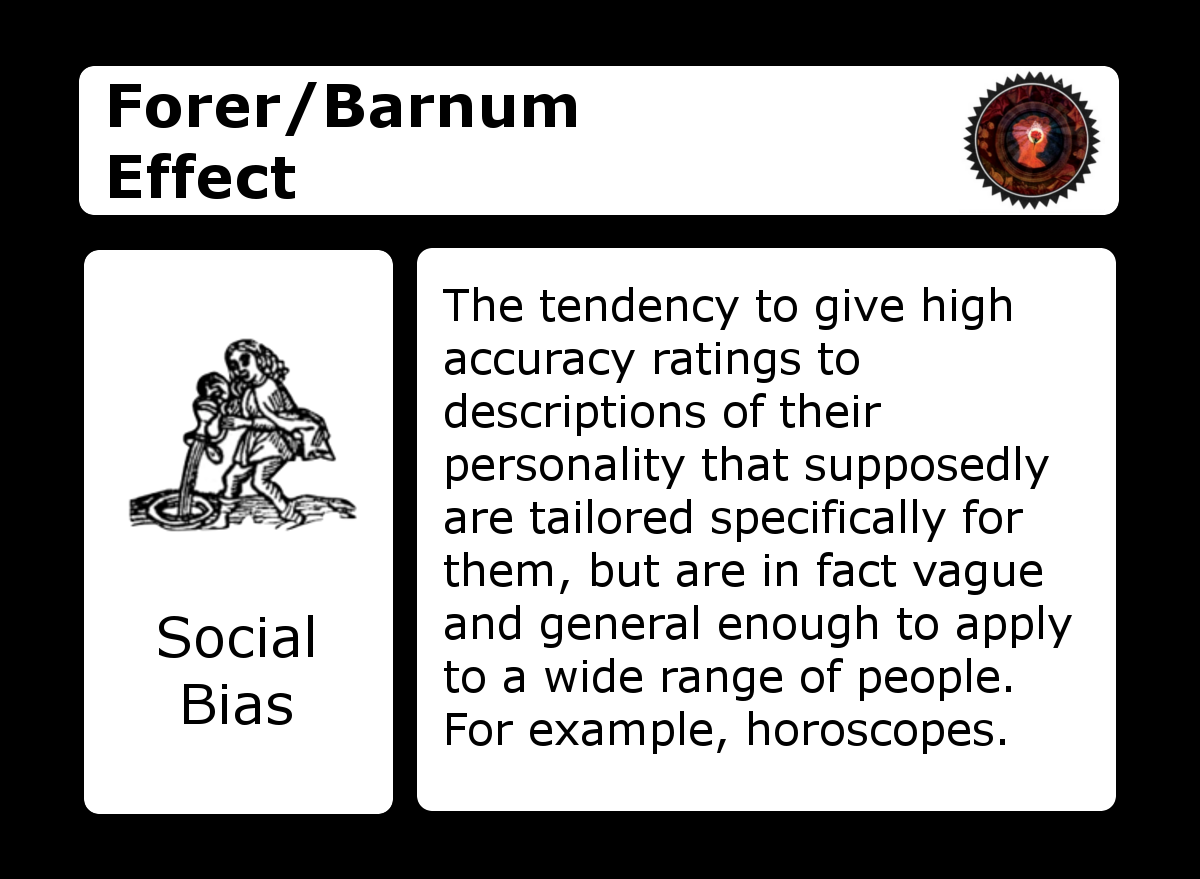 Forer/Barnum
Effect
Social
Bias
The tendency to give high
accuracy ratings to
descriptions of their
personality that supposedly
are tailored specifically for
them, but are in fact vague
and general enough to apply
to a wide range of people.
For example, horoscopes.